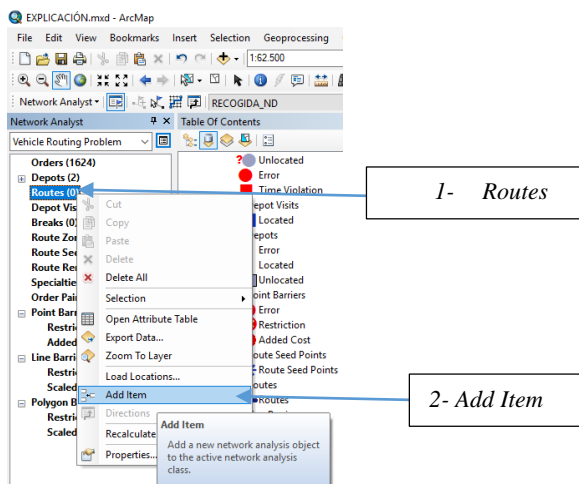 EXPLICACIÓN.mxd - ArcMap
File Edit View Bookmarks Insert Selection Geoprocessing
1:62.500
Network Analyst RECOGIDA_ND
Network Analyst
Table Of Contents
Vehicle Routing Problem
Orders (1624)
Depots (2)
Routes (0)
Depot Vis
Breaks (0)
Route Zo
Route See
Route Re
Specialtie
Order Pai
Point Barr
Restri
Added
Line Barri
Restri
Scaled
Polygon B
Restri
Scaled
Cut
Copy
Paste
Delete
Delete All
Selection
Open Attribute Table
Export Data...
Zoom To Layer
Load Locations...
Add Item
Directions
Recalculate
Properties...
Unlocated
Error
Time Violation
epot Visits
Located
epots
Error
Located
Unlocated
oint Barriers
Error
Restriction
Added Cost
oute Seed Points
Route Seed Points
outes
Routes
Add Item
Add a new network analysis object
to the active network analysis
class.
1- Routes
2- Add Item